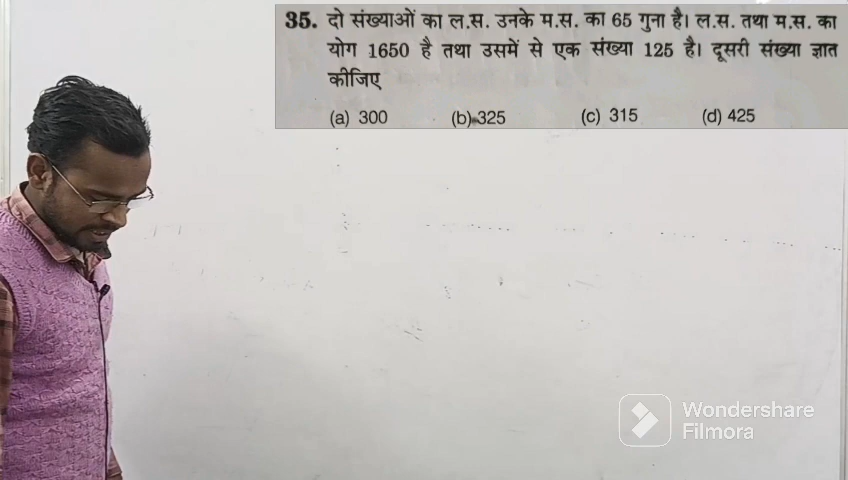 35. दो संख्याओं का ल.स. उनके म.स. का 65 गुना है। ल.स. तथा म.स. का
योग 1650 है तथा उसमें से एक संख्या 125 है। दूसरी संख्या ज्ञात
कीजिए
(a) 300 (b) 325 (c) 315 (d) 425
Wondershare
Filmora